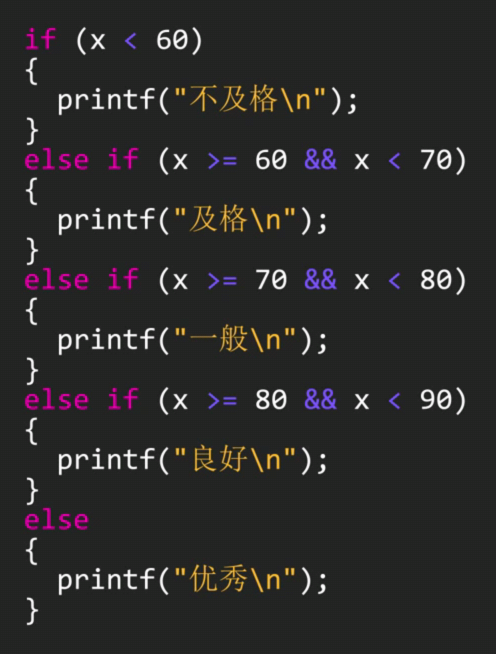 if (x < 60)
{
  printf("不及格\n");
}
else if (x >= 60 && x < 70)
{
  printf("及格\n");
}
else if (x >= 70 && x < 80)
{
  printf("一般\n");
}
else if (x >= 80 && x < 90)
{
  printf("良好\n");
}
else
{
  printf("优秀\n");
}